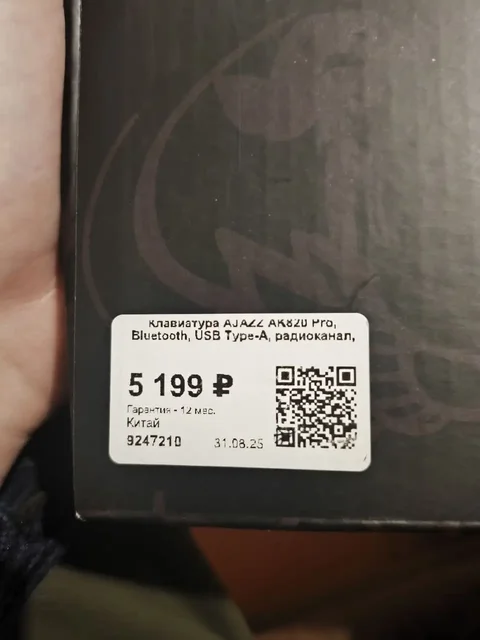 Клавиатура AJAZZ AK820 Pro,
Bluetooth, USB Type-A, радиоканал,
5 199 ₽
Гарантия - 12 мес.
Китай
9247210 31.08.25